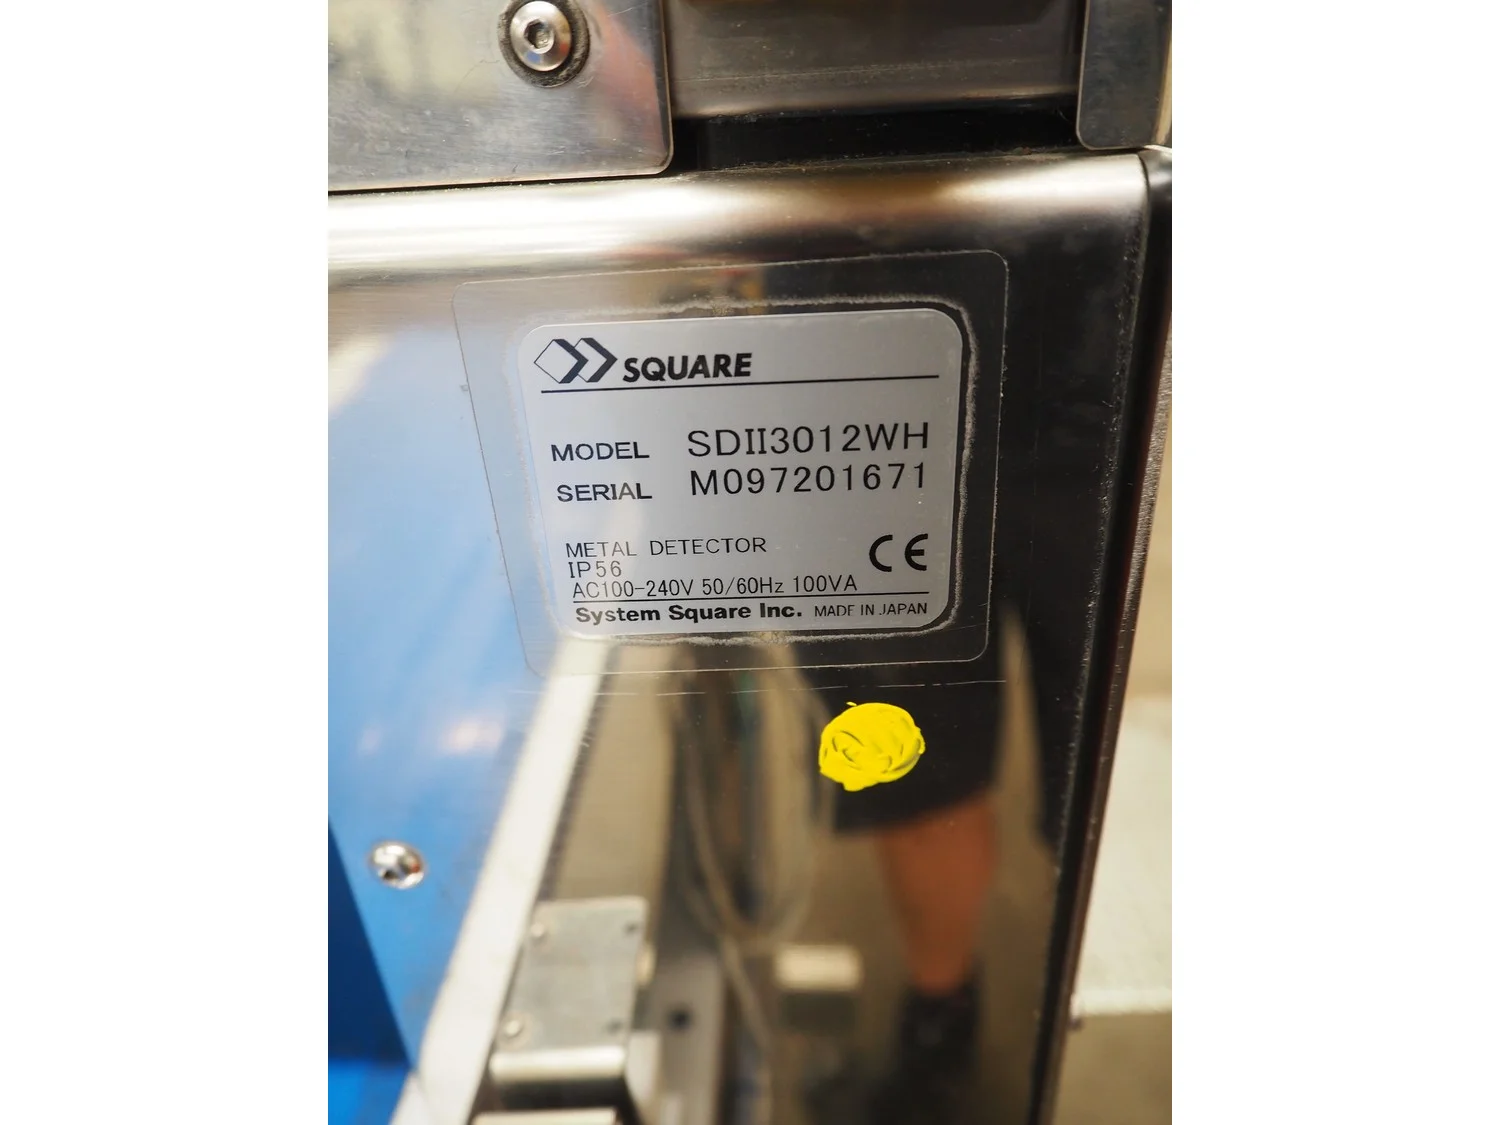 SQUARE
MODEL SDII3012WH
SERIAL M097201671
METAL DETECTOR
IP56
CE
AC100-240V 50/60Hz 100VA
System Square Inc. MADE IN JAPAN